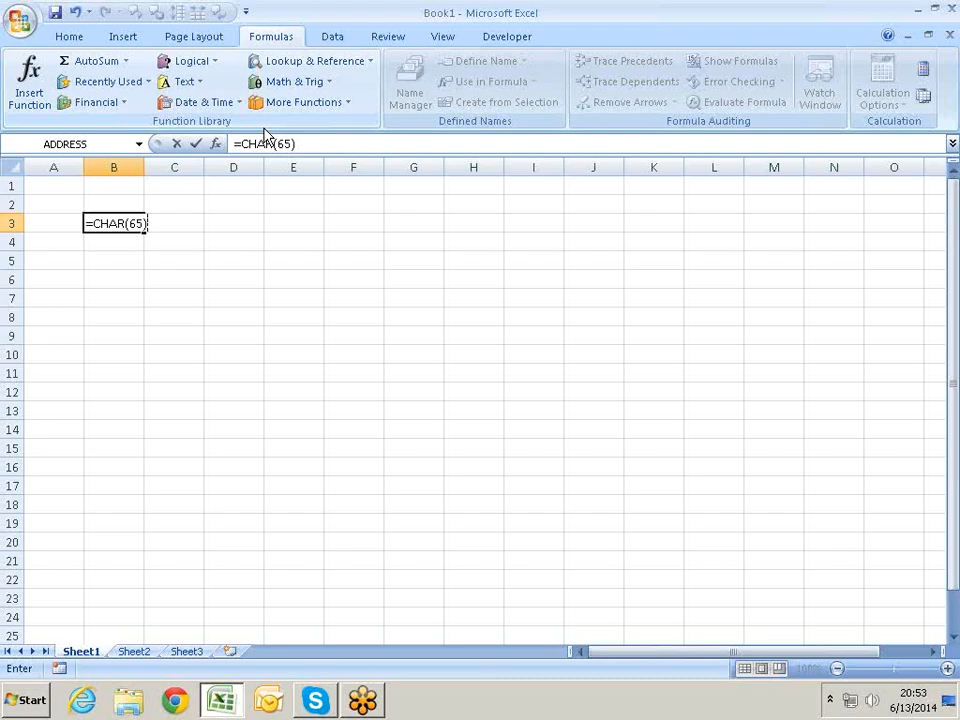 Book1 - Microsoft Excel
Home Insert Page Layout Formulas Data Review View Developer
Insert Function
AutoSum
Recently Used
Financial
Logical
Text
Date & Time
Lookup & Reference
Math & Trig
More Functions
Function Library
Name Manager
Define Name
Use in Formula
Create from Selection
Defined Names
Trace Precedents
Trace Dependents
Remove Arrows
Show Formulas
Error Checking
Evaluate Formula
Formula Auditing
Watch Window
Calculation Options
Calculation
ADDRESS fx =CHAR(65)
A B C D E F G H I J K L M N O
1
2
3 =CHAR(65)
4
5
6
7
8
9
10
11
12
13
14
15
16
17
18
19
20
21
22
23
24
25
Sheet1 Sheet2 Sheet3
Enter 100%
Start 20:53
6/13/2014